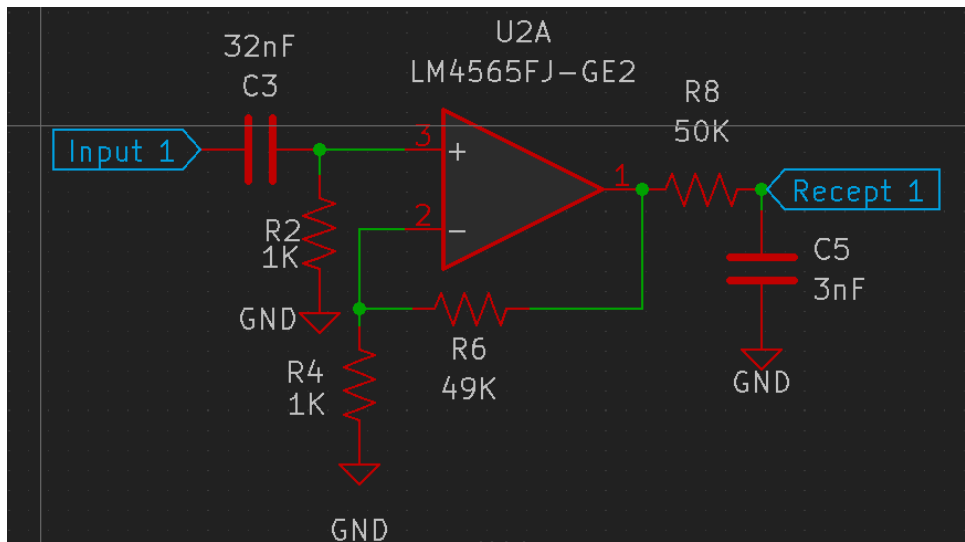 32nF
C3
U2A
LM4565FJ-GE2
R8
50K
Input 1
3
+
1
Recept 1
2
−
R2
1K
C5
3nF
GND
R6
49K
R4
1K
GND
GND